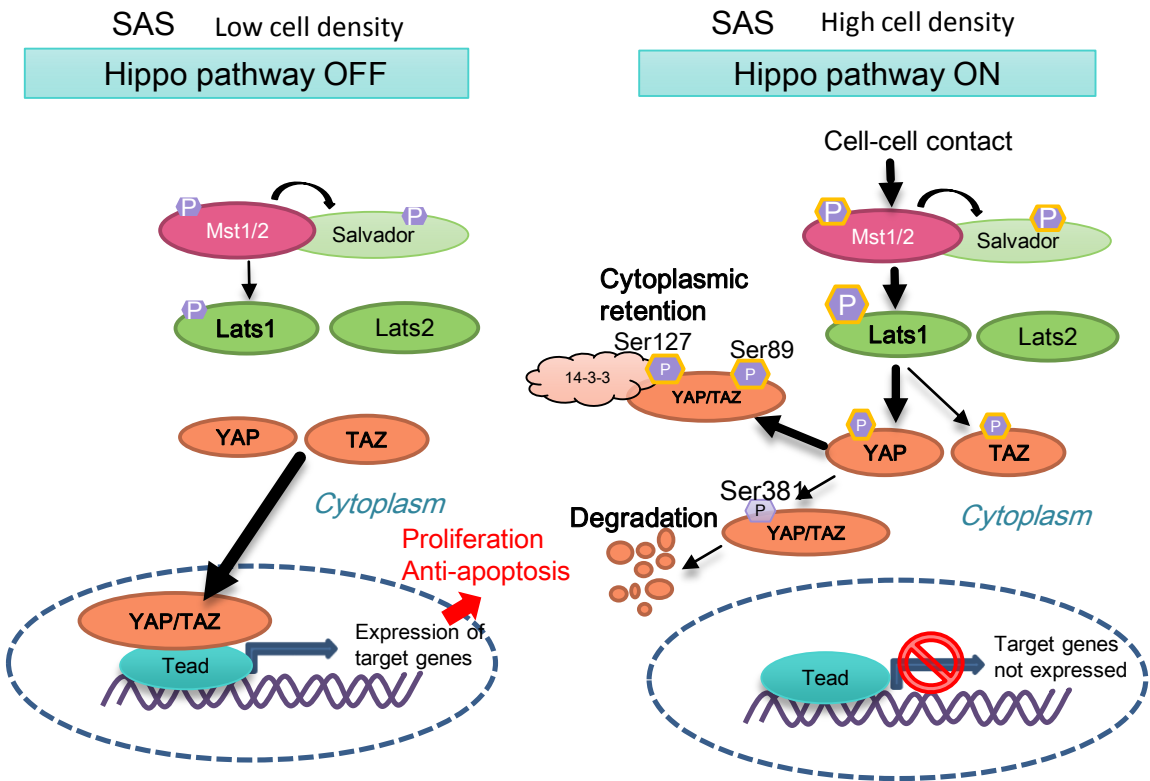 SAS Low cell density
Hippo pathway OFF
P
P
Mst1/2
Salvador
P
Lats1
Lats2
YAP
TAZ
Cytoplasm
Proliferation
Anti-apoptosis
YAP/TAZ
Tead
Expression of
target genes
SAS High cell density
Hippo pathway ON
Cell-cell contact
P
P
Mst1/2
Salvador
Cytoplasmic
retention
P
Lats1
Lats2
Ser127
Ser89
14-3-3
P
P
YAP/TAZ
P
P
YAP
TAZ
Ser381
P
YAP/TAZ
Degradation
Cytoplasm
Tead
Target genes
not expressed